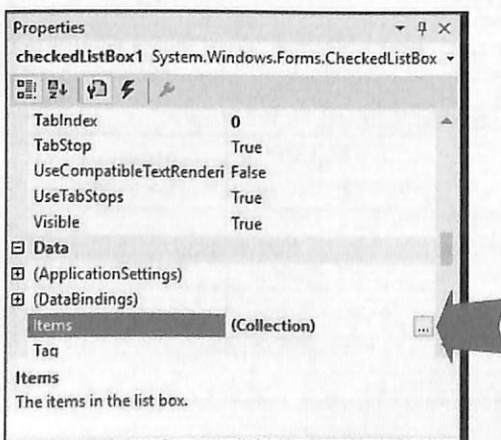 Properties
checkedListBox1 System.Windows.Forms.CheckedListBox
TabIndex 0
TabStop True
UseCompatibleTextRenderi False
UseTabStops True
Visible True
Data
(ApplicationSettings)
(DataBindings)
Items (Collection) ...
Tag
Items
The items in the list box.